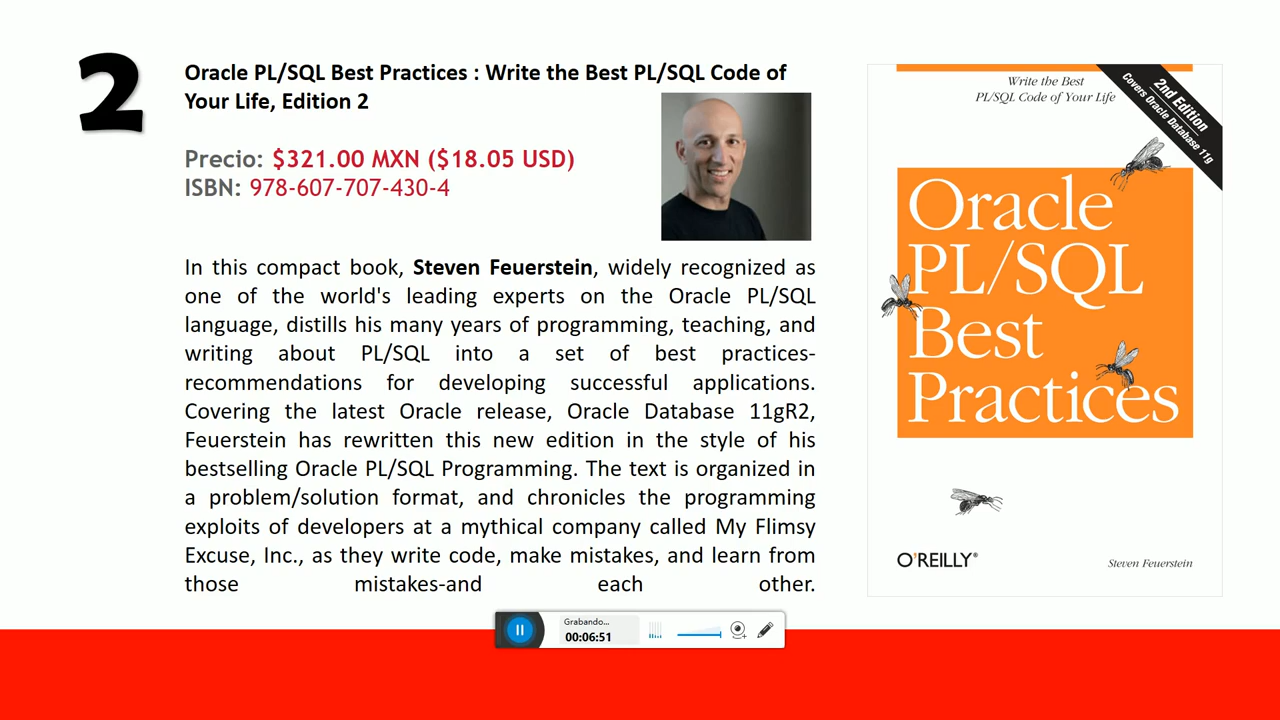 2
Oracle PL/SQL Best Practices : Write the Best PL/SQL Code of
Your Life, Edition 2
Precio: $321.00 MXN ($18.05 USD)
ISBN: 978-607-707-430-4
In this compact book, Steven Feuerstein, widely recognized as
one of the world's leading experts on the Oracle PL/SQL
language, distills his many years of programming, teaching, and
writing about PL/SQL into a set of best practices-
recommendations for developing successful applications.
Covering the latest Oracle release, Oracle Database 11gR2,
Feuerstein has rewritten this new edition in the style of his
bestselling Oracle PL/SQL Programming. The text is organized in
a problem/solution format, and chronicles the programming
exploits of developers at a mythical company called My Flimsy
Excuse, Inc., as they write code, make mistakes, and learn from
those mistakes-and each other.
Write the Best
PL/SQL Code of Your Life
2nd Edition
Covers Oracle Database 11g
Oracle
PL/SQL
Best
Practices
O'REILLY®
Steven Feuerstein
Grabando...
00:06:51